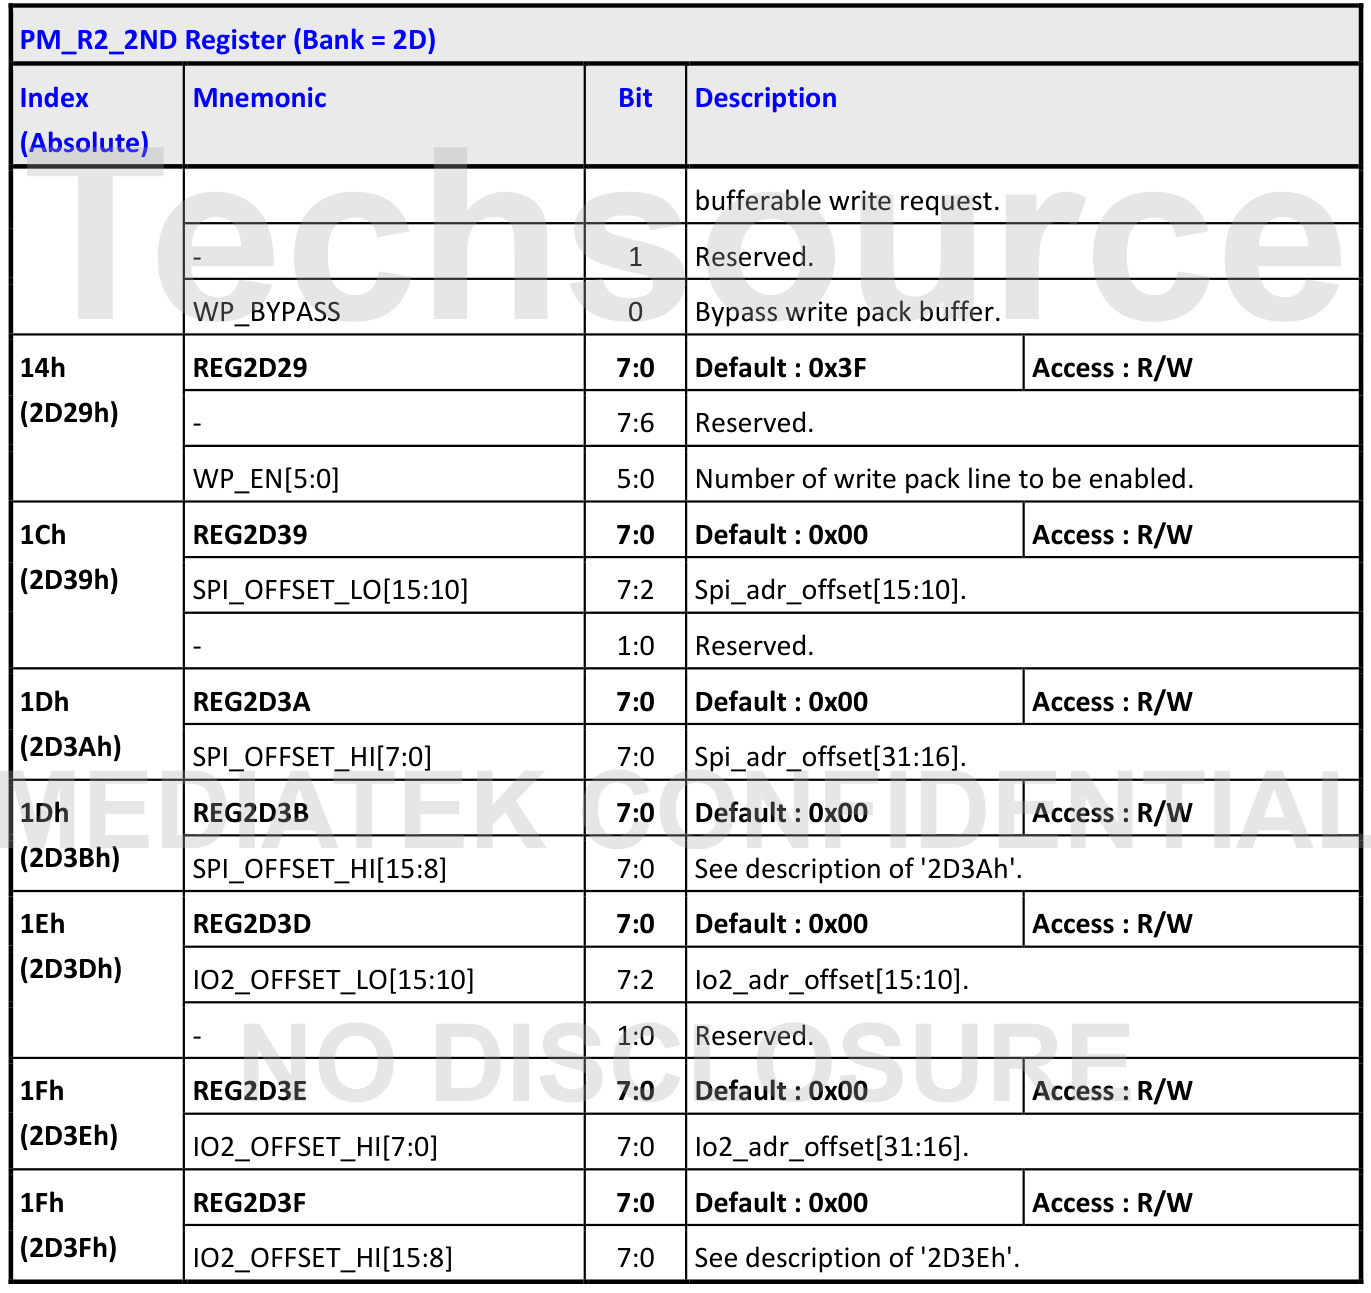 PM_R2_2ND Register (Bank = 2D)
Index Mnemonic Bit Description
(Absolute)
Techsource
bufferable write request.
- 1 Reserved.
WP_BYPASS 0 Bypass write pack buffer.
14h REG2D29 7:0 Default : 0x3F Access : R/W
(2D29h)
- 7:6 Reserved.
WP_EN[5:0] 5:0 Number of write pack line to be enabled.
1Ch REG2D39 7:0 Default : 0x00 Access : R/W
(2D39h)
SPI_OFFSET_LO[15:10] 7:2 Spi_adr_offset[15:10].
- 1:0 Reserved.
1Dh REG2D3A 7:0 Default : 0x00 Access : R/W
(2D3Ah)
SPI_OFFSET_HI[7:0] 7:0 Spi_adr_offset[31:16].
MEDIATEK CONFIDENTIAL
1Dh REG2D3B 7:0 Default : 0x00 Access : R/W
(2D3Bh)
SPI_OFFSET_HI[15:8] 7:0 See description of '2D3Ah'.
1Eh REG2D3D 7:0 Default : 0x00 Access : R/W
(2D3Dh)
IO2_OFFSET_LO[15:10] 7:2 Io2_adr_offset[15:10].
- 1:0 Reserved.
NO DISCLOSURE
1Fh REG2D3E 7:0 Default : 0x00 Access : R/W
(2D3Eh)
IO2_OFFSET_HI[7:0] 7:0 Io2_adr_offset[31:16].
1Fh REG2D3F 7:0 Default : 0x00 Access : R/W
(2D3Fh)
IO2_OFFSET_HI[15:8] 7:0 See description of '2D3Eh'.